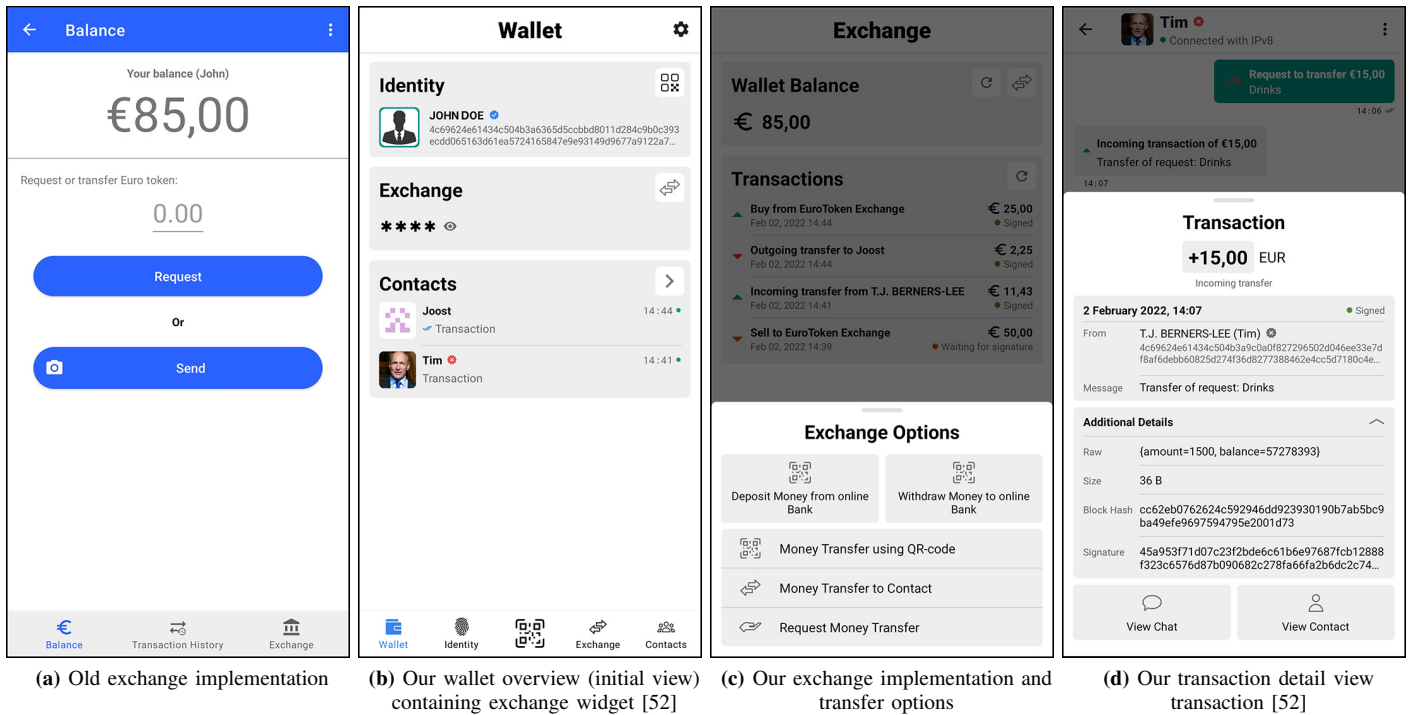 Balance
Your balance (John)
€85,00
Request or transfer Euro token:
0.00
Request
Or
Send
Balance
Transaction History
Exchange
(a) Old exchange implementation
Wallet
Identity
JOHN DOE
4c69624e61434c504b3a6365d5ccbbd8011d284c9b0c393
ecdd065163d61ea5724165847e9e93149d9677a9122a7...
Exchange
****
Contacts
Joost
14:44
Transaction
Tim
14:41
Transaction
Wallet
Identity
Exchange
Contacts
(b) Our wallet overview (initial view)
containing exchange widget [52]
Exchange
Wallet Balance
€ 85,00
Transactions
Buy from EuroToken Exchange
€ 25,00
Feb 02, 2022 14:44
Signed
Outgoing transfer to Joost
€ 2,25
Feb 02, 2022 14:44
Signed
Incoming transfer from T.J. BERNERS-LEE
€ 11,43
Feb 02, 2022 14:41
Signed
Sell to EuroToken Exchange
€ 50,00
Feb 02, 2022 14:39
Waiting for signature
Exchange Options
Deposit Money from online
Bank
Withdraw Money to online
Bank
Money Transfer using QR-code
Money Transfer to Contact
Request Money Transfer
(c) Our exchange implementation and
transfer options
Tim
Connected with IPv8
Request to transfer €15,00
Drinks
14:06
Incoming transaction of €15,00
Transfer of request: Drinks
14:07
Transaction
+15,00 EUR
Incoming transfer
2 February 2022, 14:07
Signed
From
T.J. BERNERS-LEE (Tim)
4c69624e61434c504b3a9c0a0f827296502d046ee33e7d
f8af6debb60825d274f36d8277388462e4cc5d7180c4e...
Message
Transfer of request: Drinks
Additional Details
Raw
{amount=1500, balance=57278393}
Size
36 B
Block Hash
cc62eb0762624c592946dd923930190b7ab5bc9
ba49efe9697594795e2001d73
Signature
45a953f71d07c23f2bde6c61b6e97687fcb12888
f323c6576d87b090682c278fa66fa2b6dc2c74...
View Chat
View Contact
(d) Our transaction detail view
transaction [52]